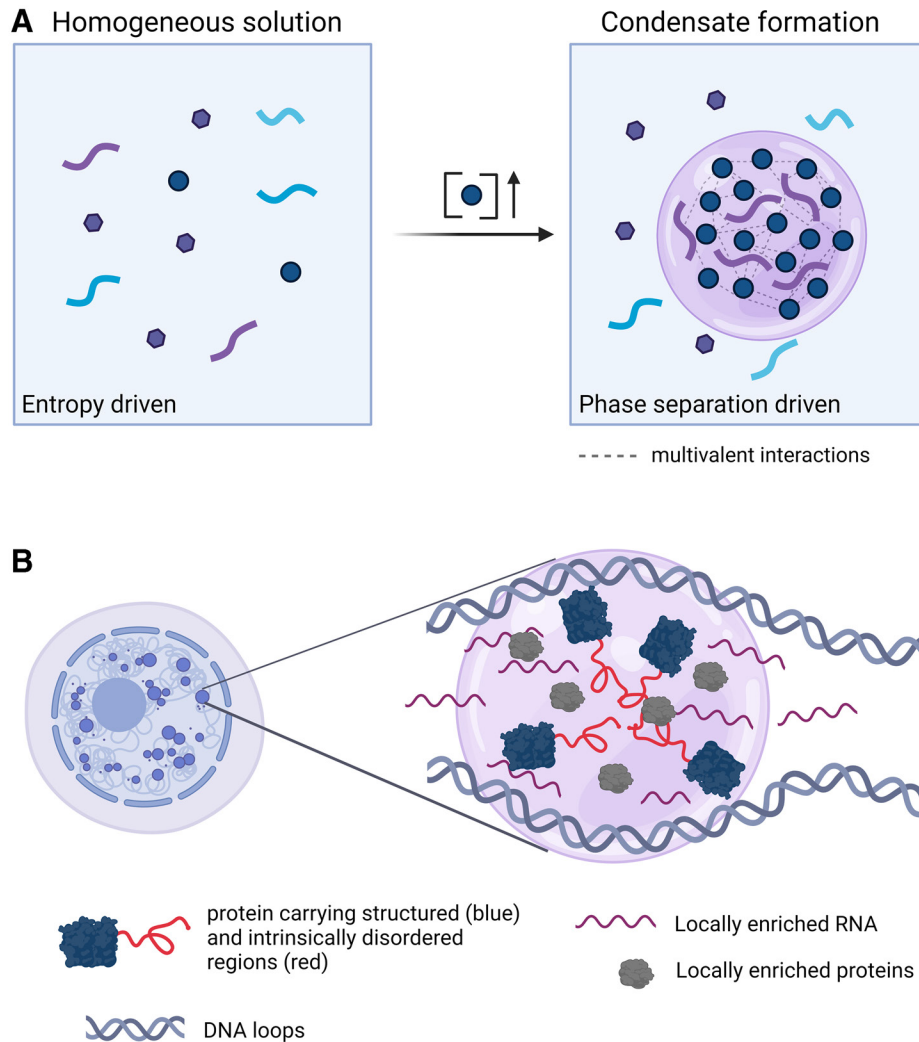 A
Homogeneous solution
Condensate formation
Entropy driven
Phase separation driven
multivalent interactions
B
protein carrying structured (blue)
and intrinsically disordered
regions (red)
Locally enriched RNA
Locally enriched proteins
DNA loops